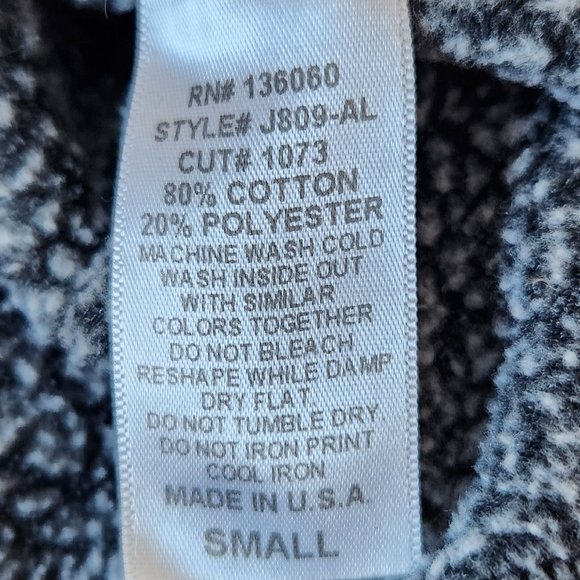 RN# 136060
STYLE# J809-AL
CUT# 1073
80% COTTON
20% POLYESTER
MACHINE WASH COLD
WASH INSIDE OUT
WITH SIMILAR
COLORS TOGETHER
DO NOT BLEACH
RESHAPE WHILE DAMP
DRY FLAT
DO NOT TUMBLE DRY
DO NOT IRON PRINT
COOL IRON
MADE IN U.S.A.
SMALL